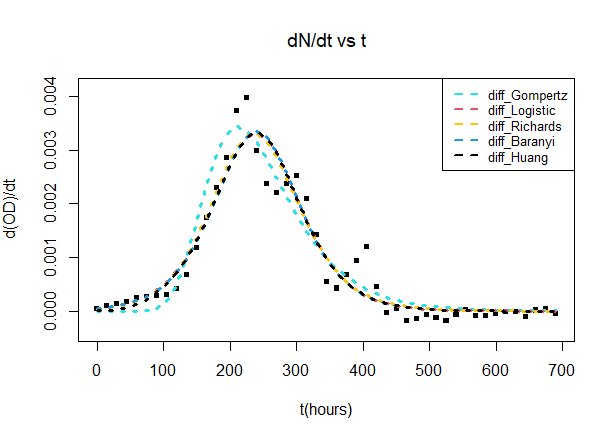 dN/dt vs t
diff_Gompertz
diff_Logistic
diff_Richards
diff_Baranyi
diff_Huang
d(OD)/dt
0.004
0.003
0.002
0.001
0.000
0 100 200 300 400 500 600 700
t(hours)